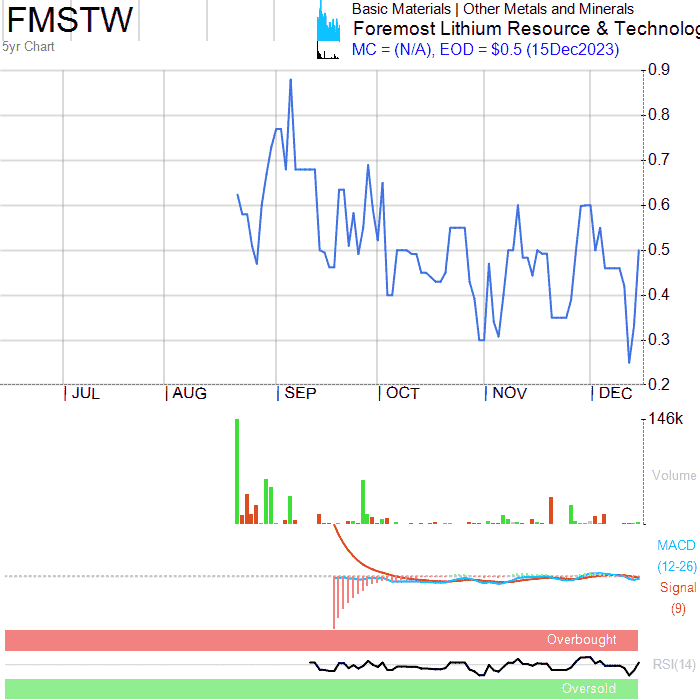 FMSTW
5yr Chart
Basic Materials | Other Metals and Minerals
Foremost Lithium Resource & Technolog
MC = (N/A), EOD = $0.5 (15Dec2023)
0.9
0.8
0.7
0.6
0.5
0.4
0.3
0.2
JUL AUG SEP OCT NOV DEC
146k
Volume
MACD
(12-26)
Signal
(9)
Overbought
RSI(14)
Oversold